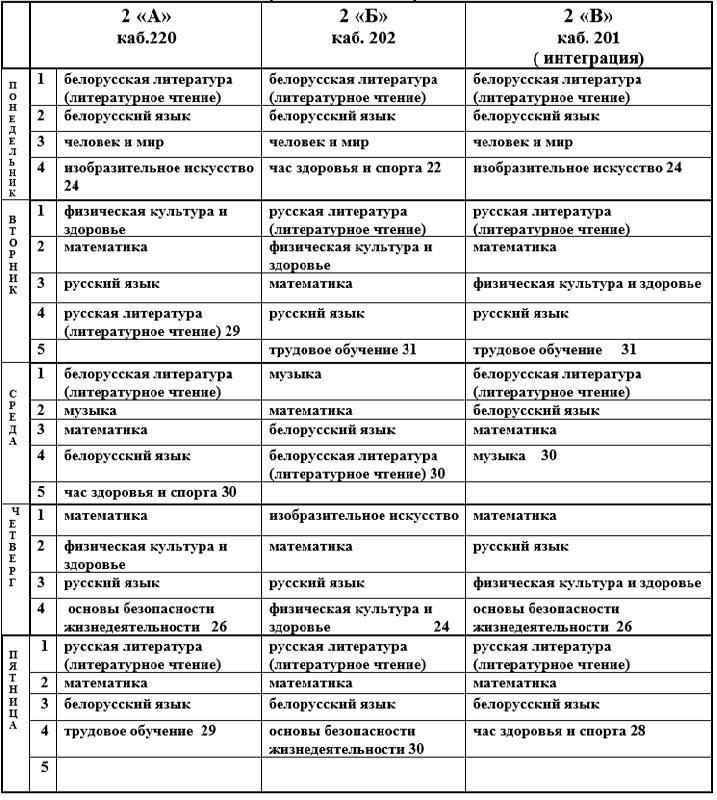 2 «А»
каб.220
2 «Б»
каб. 202
2 «В»
каб. 201
( интеграция)
ПОНЕДЕЛЬНИК
1 белорусская литература (литературное чтение) белорусская литература (литературное чтение) белорусская литература (литературное чтение)
2 белорусский язык белорусский язык белорусский язык
3 человек и мир человек и мир человек и мир
4 изобразительное искусство 24 час здоровья и спорта 22 изобразительное искусство 24
ВТОРНИК
1 физическая культура и здоровье русская литература (литературное чтение) русская литература (литературное чтение)
2 математика физическая культура и здоровье математика
3 русский язык математика физическая культура и здоровье
4 русская литература (литературное чтение) 29 русский язык русский язык
5 трудовое обучение 31 трудовое обучение 31
СРЕДА
1 белорусская литература (литературное чтение) музыка белорусская литература (литературное чтение)
2 музыка математика белорусский язык
3 математика белорусский язык математика
4 белорусский язык белорусская литература (литературное чтение) 30 музыка 30
5 час здоровья и спорта 30
ЧЕТВЕРГ
1 математика изобразительное искусство математика
2 физическая культура и здоровье математика русский язык
3 русский язык русский язык физическая культура и здоровье
4 основы безопасности жизнедеятельности 26 физическая культура и здоровье 24 основы безопасности жизнедеятельности 26
ПЯТНИЦА
1 русская литература (литературное чтение) русская литература (литературное чтение) русская литература (литературное чтение)
2 математика математика математика
3 белорусский язык белорусский язык белорусский язык
4 трудовое обучение 29 основы безопасности жизнедеятельности 30 час здоровья и спорта 28
5